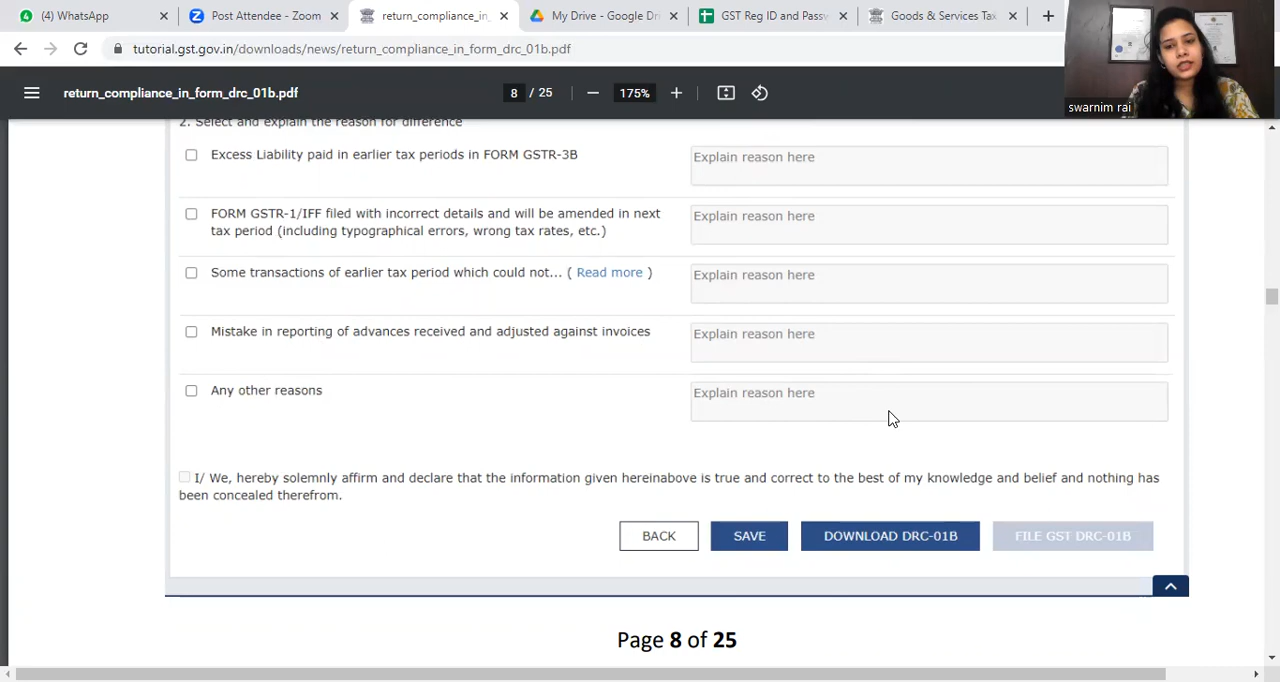 (4) WhatsApp
Post Attendee - Zoom
return_compliance_in_
My Drive - Google Dri
GST Reg ID and Passw
Goods & Services Tax
tutorial.gst.gov.in/downloads/news/return_compliance_in_form_drc_01b.pdf
swarnim rai
return_compliance_in_form_drc_01b.pdf
8 / 25
175%
2. Select and explain the reason for difference
Excess Liability paid in earlier tax periods in FORM GSTR-3B
Explain reason here
FORM GSTR-1/IFF filed with incorrect details and will be amended in next
tax period (including typographical errors, wrong tax rates, etc.)
Explain reason here
Some transactions of earlier tax period which could not... ( Read more )
Explain reason here
Mistake in reporting of advances received and adjusted against invoices
Explain reason here
Any other reasons
Explain reason here
I/ We, hereby solemnly affirm and declare that the information given hereinabove is true and correct to the best of my knowledge and belief and nothing has
been concealed therefrom.
BACK
SAVE
DOWNLOAD DRC-01B
FILE GST DRC-01B
Page 8 of 25